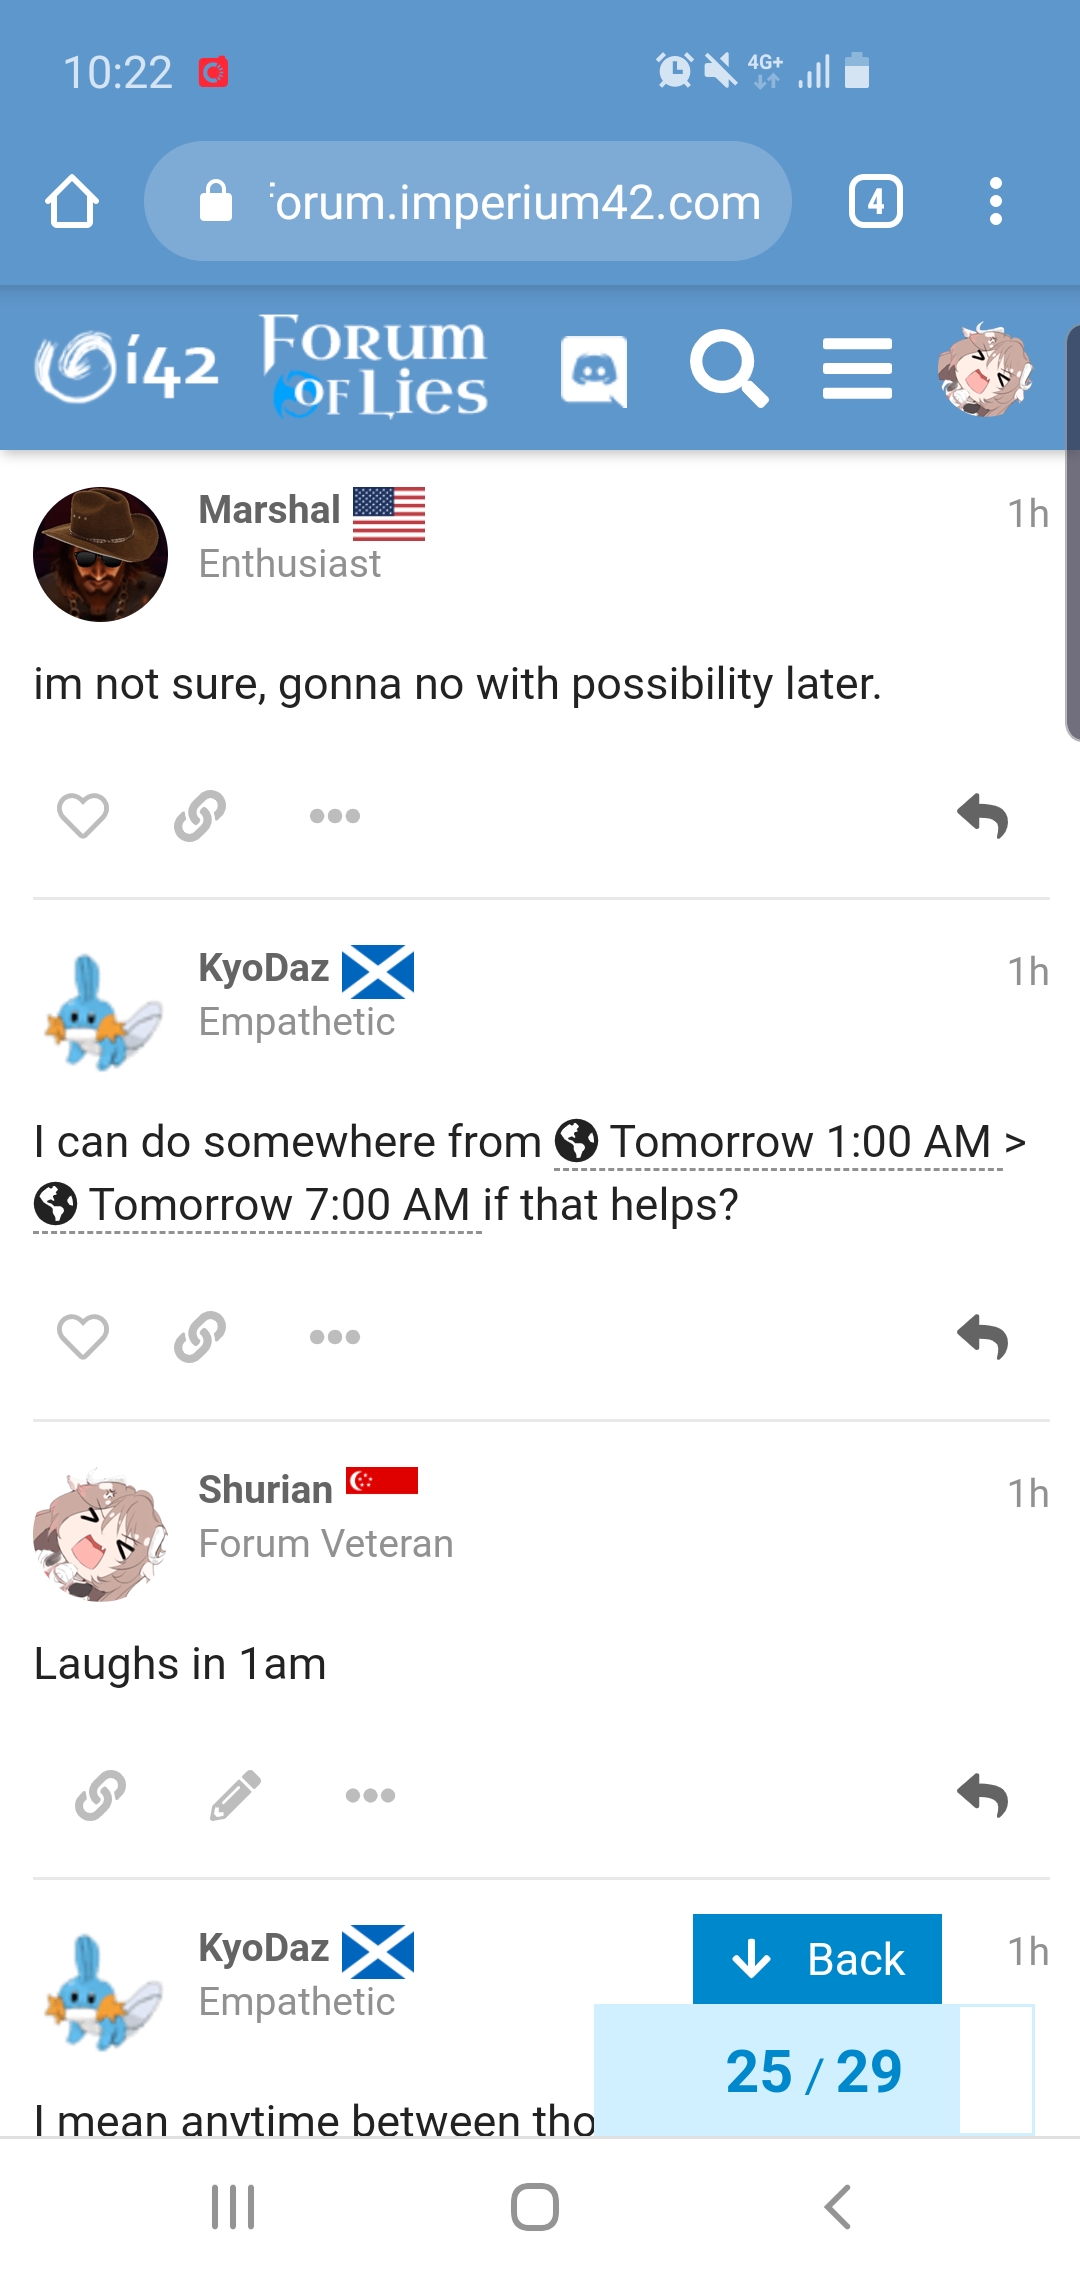 10:22
4G+
forum.imperium42.com
4
i42
Forum
of Lies
Marshal
1h
Enthusiast
im not sure, gonna no with possibility later.
KyoDaz
1h
Empathetic
I can do somewhere from Tomorrow 1:00 AM >
Tomorrow 7:00 AM if that helps?
Shurian
1h
Forum Veteran
Laughs in 1am
KyoDaz
Back
1h
Empathetic
25 / 29
I mean anytime between tho